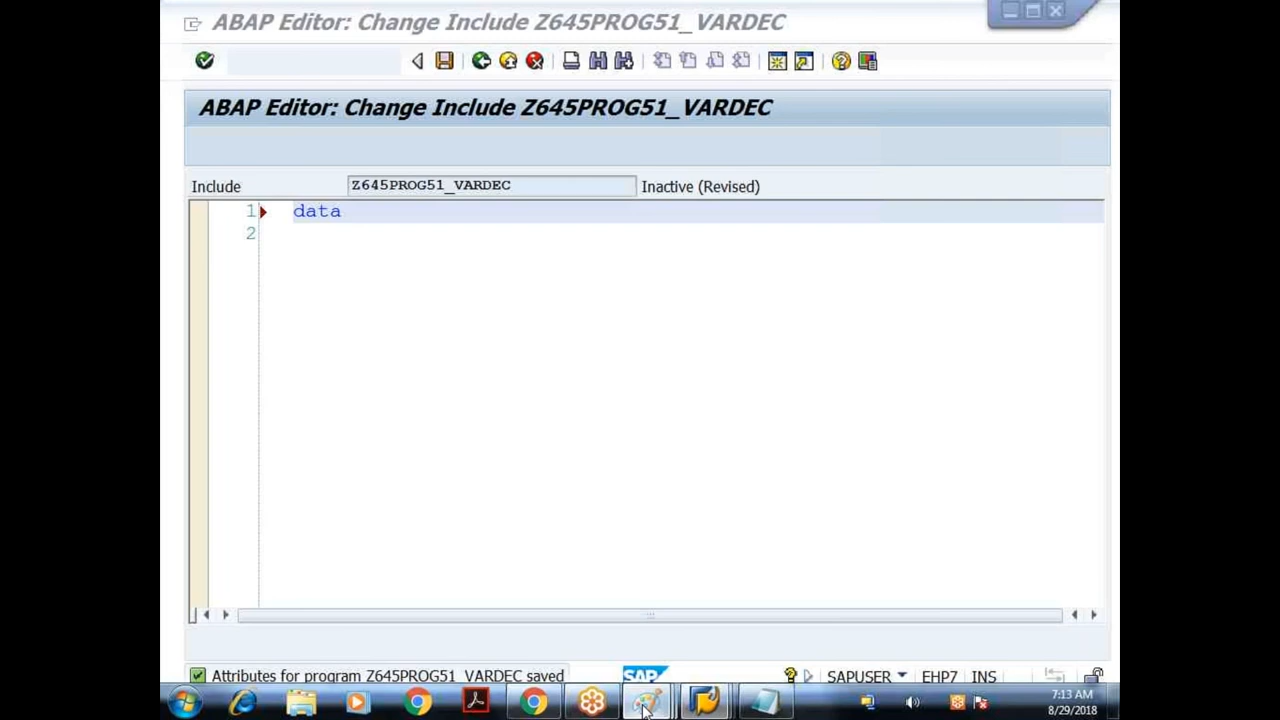 ABAP Editor: Change Include Z645PROG51_VARDEC
ABAP Editor: Change Include Z645PROG51_VARDEC
Include Z645PROG51_VARDEC Inactive (Revised)
1 data
2
Attributes for program Z645PROG51_VARDEC saved SAP SAPUSER EHP7 INS
7:13 AM
8/29/2018